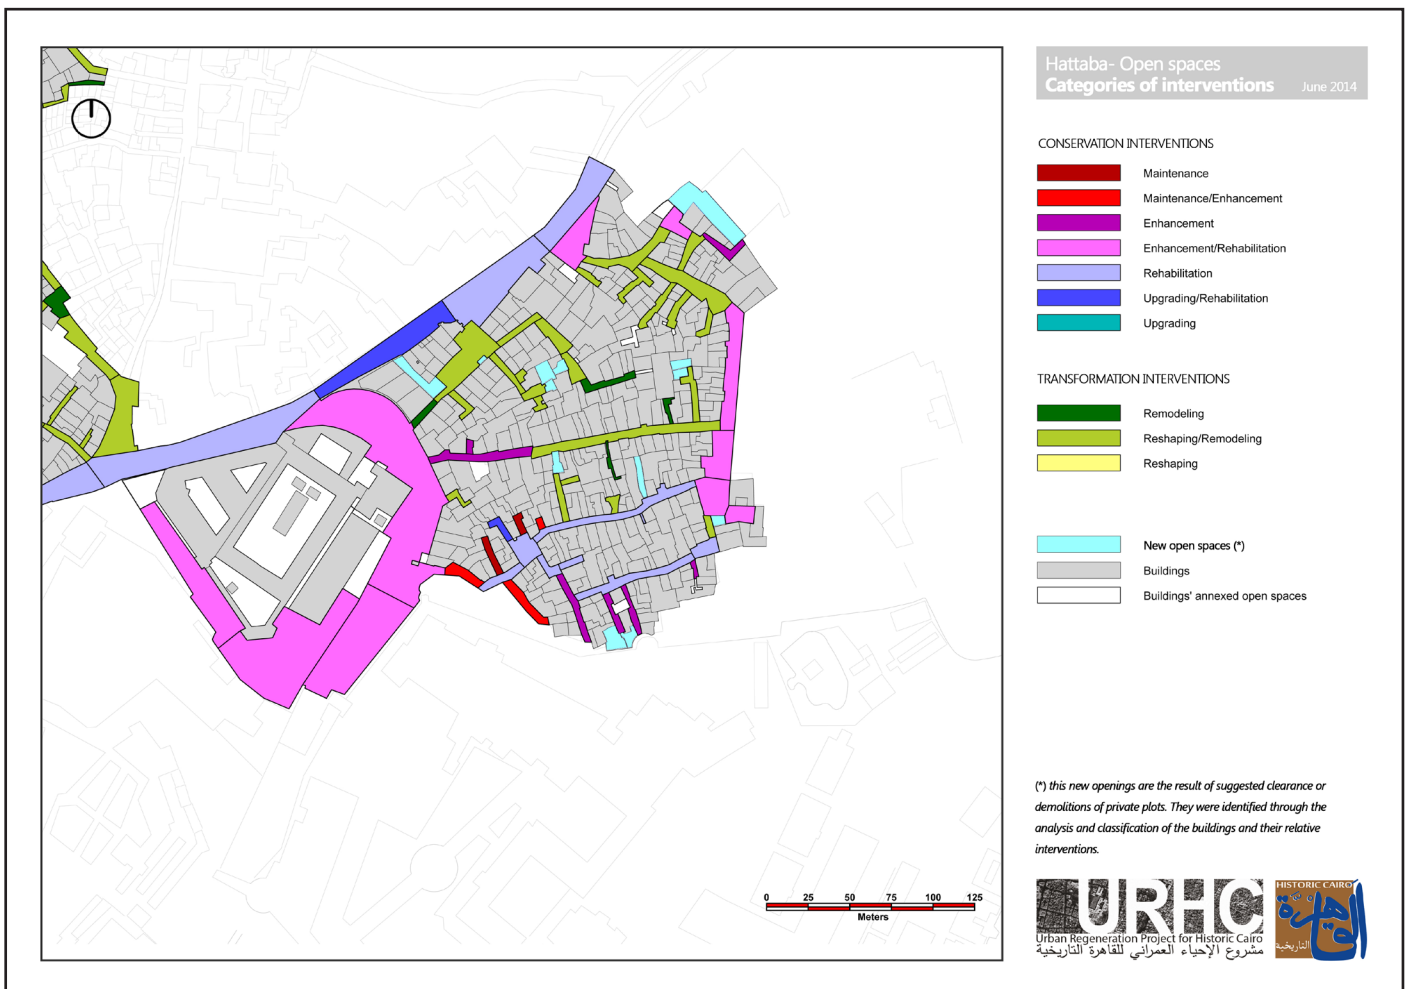 Hattaba- Open spaces
Categories of interventions June 2014
CONSERVATION INTERVENTIONS
Maintenance
Maintenance/Enhancement
Enhancement
Enhancement/Rehabilitation
Rehabilitation
Upgrading/Rehabilitation
Upgrading
TRANSFORMATION INTERVENTIONS
Remodeling
Reshaping/Remodeling
Reshaping
New open spaces (*)
Buildings
Buildings' annexed open spaces
(*) this new openings are the result of suggested clearance or
demolitions of private plots. They were identified through the
analysis and classification of the buildings and their relative
interventions.
0 25 50 75 100 125
Meters
URHC
Urban Regeneration Project for Historic Cairo
مشروع الإحياء العمراني للقاهرة التاريخية
HISTORIC CAIRO
القاهرة
التاريخية